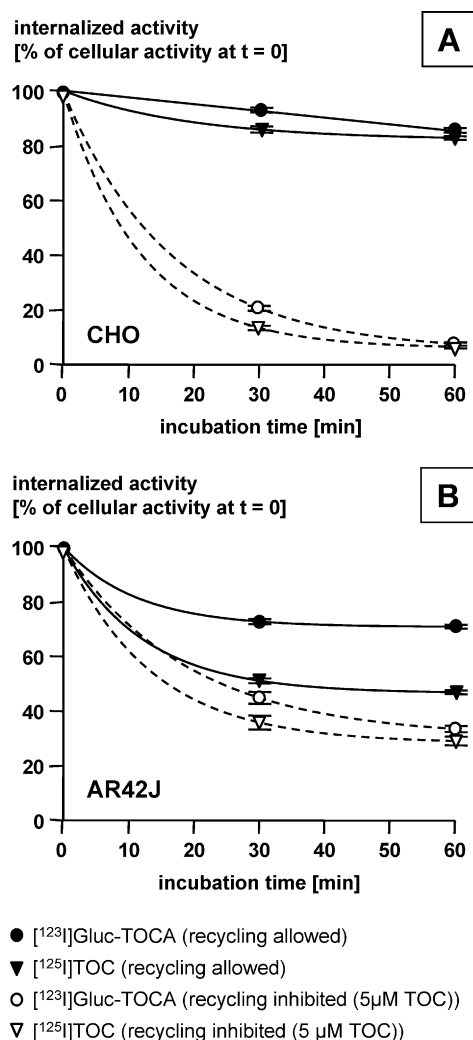 internalized activity
[% of cellular activity at t = 0]
A
100
80
60
40
20
0
CHO
0 10 20 30 40 50 60
incubation time [min]
internalized activity
[% of cellular activity at t = 0]
B
100
80
60
40
20
0
AR42J
0 10 20 30 40 50 60
incubation time [min]
● [¹²³I]Gluc-TOCA (recycling allowed)
▼ [¹²⁵I]TOC (recycling allowed)
○ [¹²³I]Gluc-TOCA (recycling inhibited (5µM TOC))
▽ [¹²⁵I]TOC (recycling inhibited (5 µM TOC))